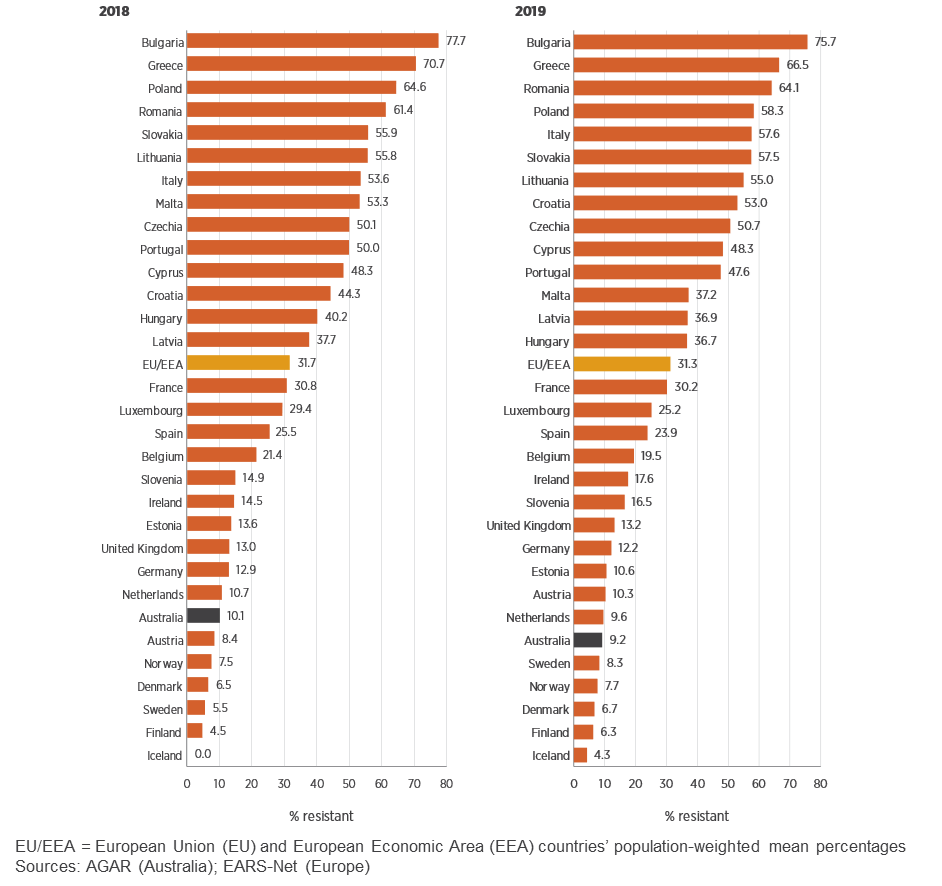 2018
Bulgaria 77.7
Greece 70.7
Poland 64.6
Romania 61.4
Slovakia 55.9
Lithuania 55.8
Italy 53.6
Malta 53.3
Czechia 50.1
Portugal 50.0
Cyprus 48.3
Croatia 44.3
Hungary 40.2
Latvia 37.7
EU/EEA 31.7
France 30.8
Luxembourg 29.4
Spain 25.5
Belgium 21.4
Slovenia 14.9
Ireland 14.5
Estonia 13.6
United Kingdom 13.0
Germany 12.9
Netherlands 10.7
Australia 10.1
Austria 8.4
Norway 7.5
Denmark 6.5
Sweden 5.5
Finland 4.5
Iceland 0.0
0 10 20 30 40 50 60 70 80
% resistant
2019
Bulgaria 75.7
Greece 66.5
Romania 64.1
Poland 58.3
Italy 57.6
Slovakia 57.5
Lithuania 55.0
Croatia 53.0
Czechia 50.7
Cyprus 48.3
Portugal 47.6
Malta 37.2
Latvia 36.9
Hungary 36.7
EU/EEA 31.3
France 30.2
Luxembourg 25.2
Spain 23.9
Belgium 19.5
Ireland 17.6
Slovenia 16.5
United Kingdom 13.2
Germany 12.2
Estonia 10.6
Austria 10.3
Netherlands 9.6
Australia 9.2
Sweden 8.3
Norway 7.7
Denmark 6.7
Finland 6.3
Iceland 4.3
0 10 20 30 40 50 60 70 80
% resistant
EU/EEA = European Union (EU) and European Economic Area (EEA) countries’ population-weighted mean percentages
Sources: AGAR (Australia); EARS-Net (Europe)